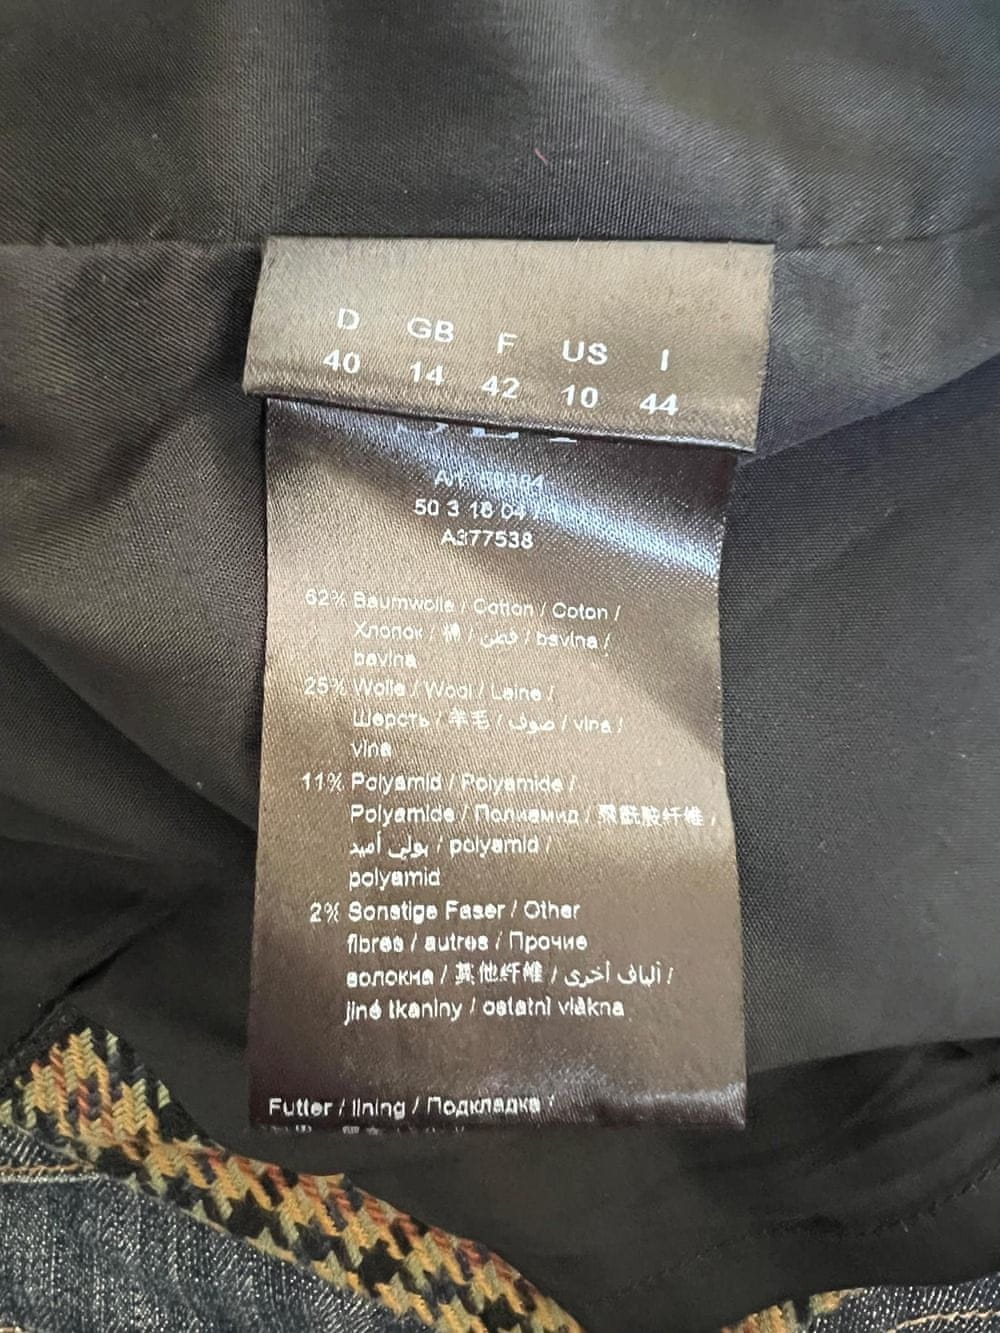 D GB F US I
40 14 42 10 44
50 3 16 04
A377538
62% Baumwolle / Cotton / Coton /
Хлопок / 棉 / قطن / bavlna /
bavlna
25% Wolle / Wool / Laine /
Шерсть / 羊毛 / صوف / vlna /
vlna
11% Polyamid / Polyamide /
Polyamide / Полиамид / 聚酰胺纤维 /
بولي أميد / polyamid /
polyamid
2% Sonstige Faser / Other
fibres / autres / Прочие
волокна / 其他纤维 / ألياف أخرى /
jiné tkaniny / ostatní vlákna
Futter / lining / Подкладка /